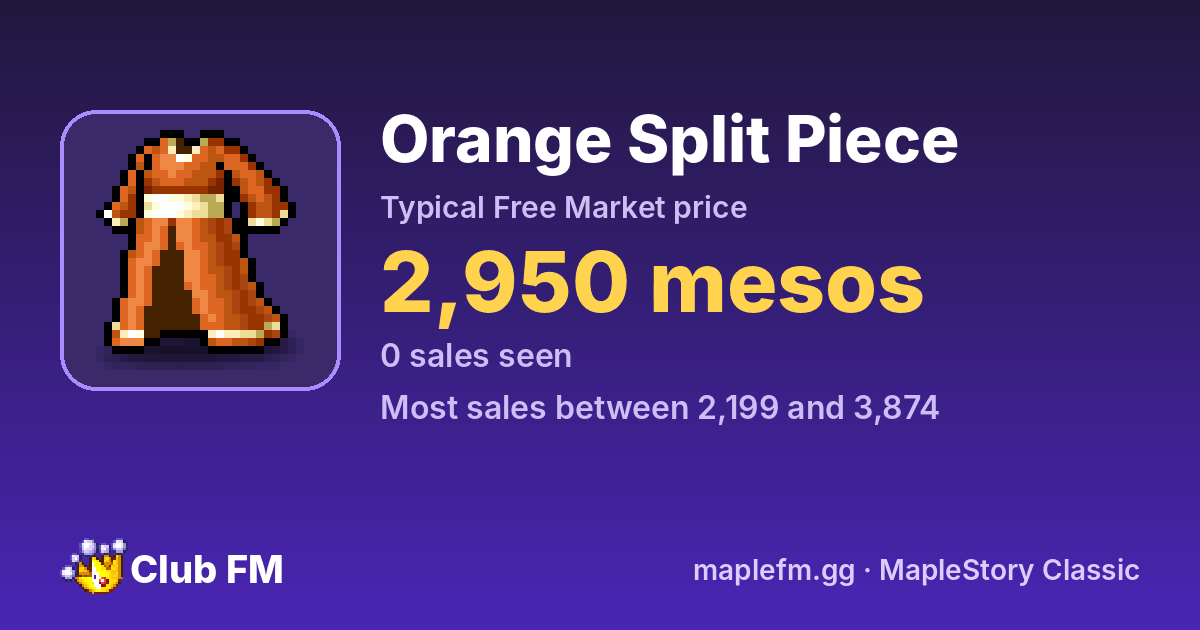 Orange Split Piece
Typical Free Market price
2,950 mesos
0 sales seen
Most sales between 2,199 and 3,874
Club FM
maplefm.gg · MapleStory Classic